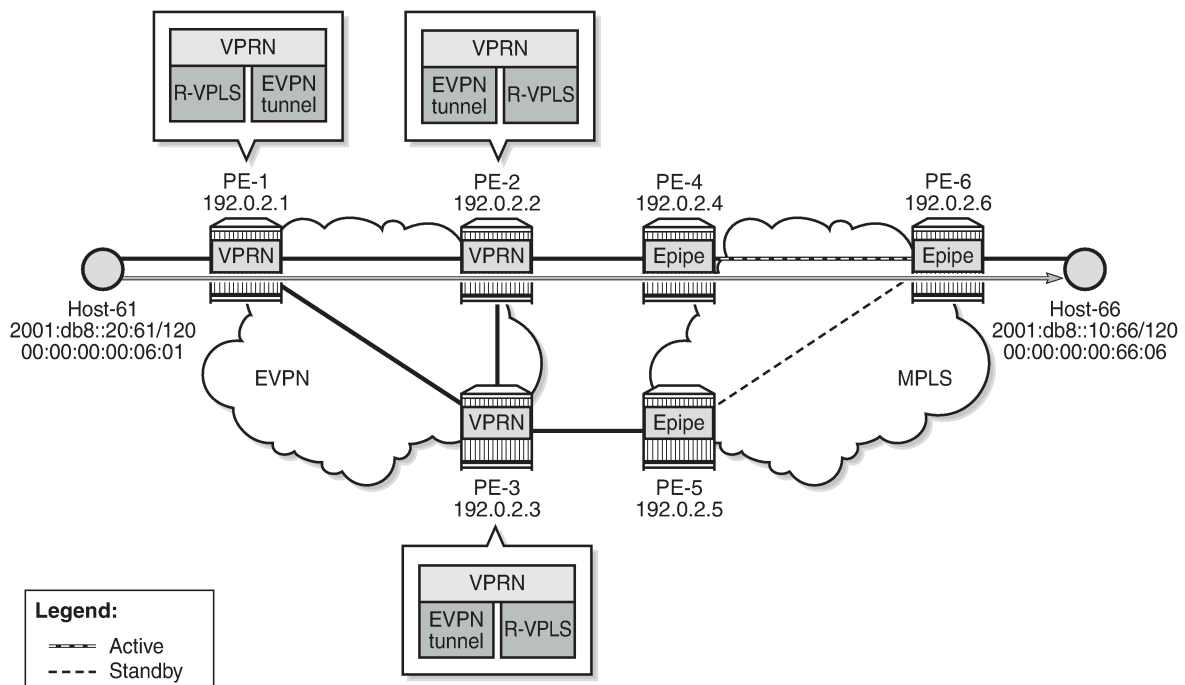 VPRN
R-VPLS
EVPN
tunnel
VPRN
EVPN
tunnel
R-VPLS
PE-1
192.0.2.1
PE-2
192.0.2.2
PE-4
192.0.2.4
PE-6
192.0.2.6
VPRN
VPRN
Epipe
Epipe
Host-61
2001:db8::20:61/120
00:00:00:00:06:01
Host-66
2001:db8::10:66/120
00:00:00:00:66:06
EVPN
MPLS
VPRN
Epipe
PE-3
192.0.2.3
PE-5
192.0.2.5
VPRN
EVPN
tunnel
R-VPLS
Legend:
Active
Standby